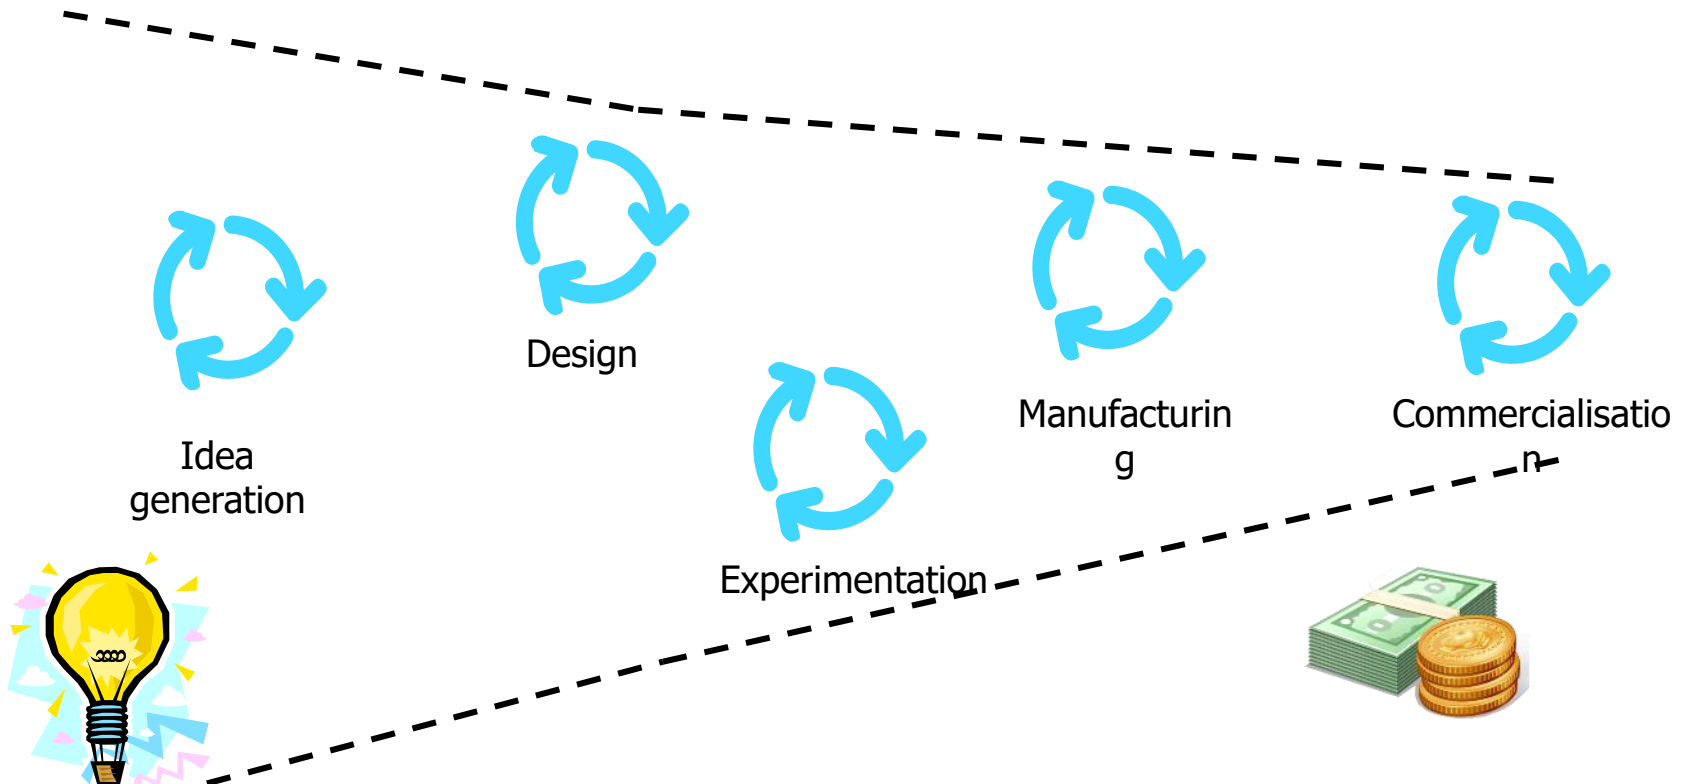 Design
Manufacturin
g
Commercialisatio
n
Idea
generation
Experimentation